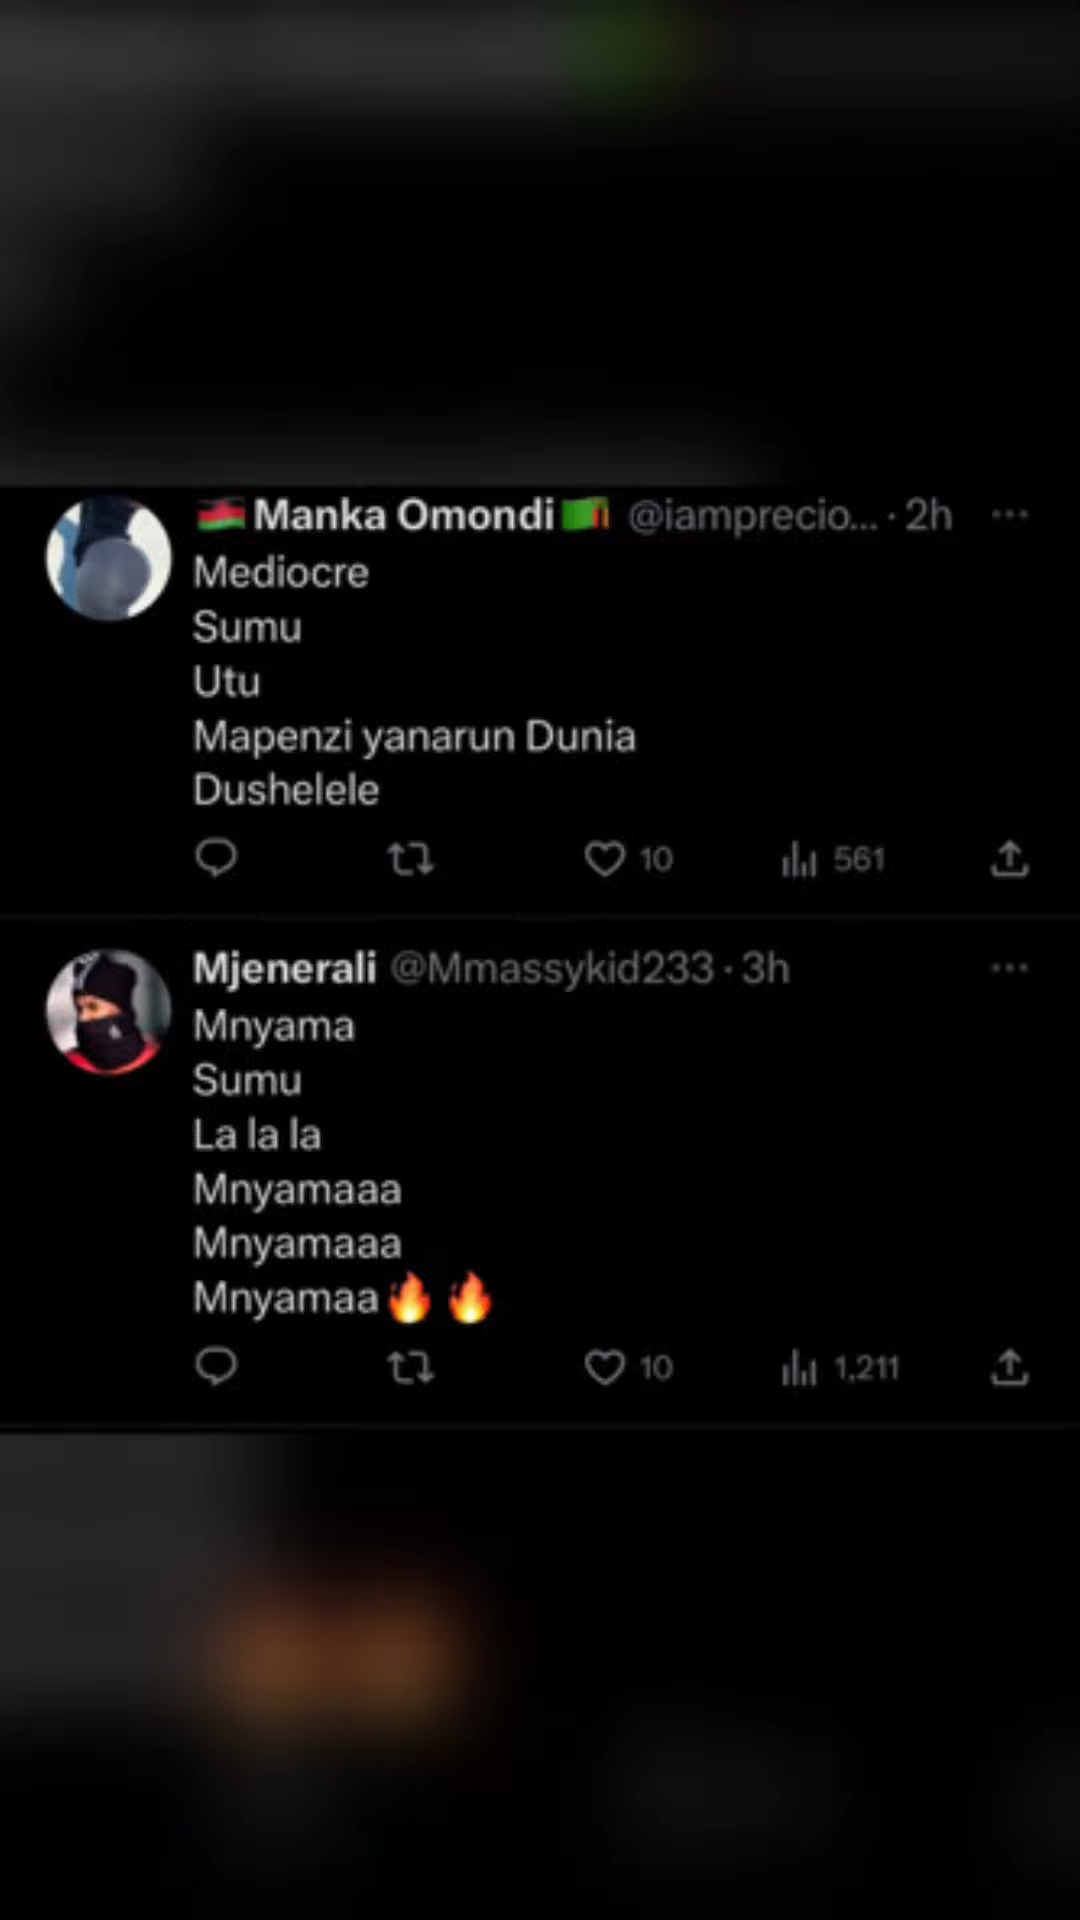 🇰🇪Manka Omondi🇿🇲 @iamprecio... · 2h
Mediocre
Sumu
Utu
Mapenzi yanarun Dunia
Dushelele
10 561
Mjenerali @Mmassykid233 · 3h
Mnyama
Sumu
La la la
Mnyamaaa
Mnyamaaa
Mnyamaa🔥 🔥
10 1,211